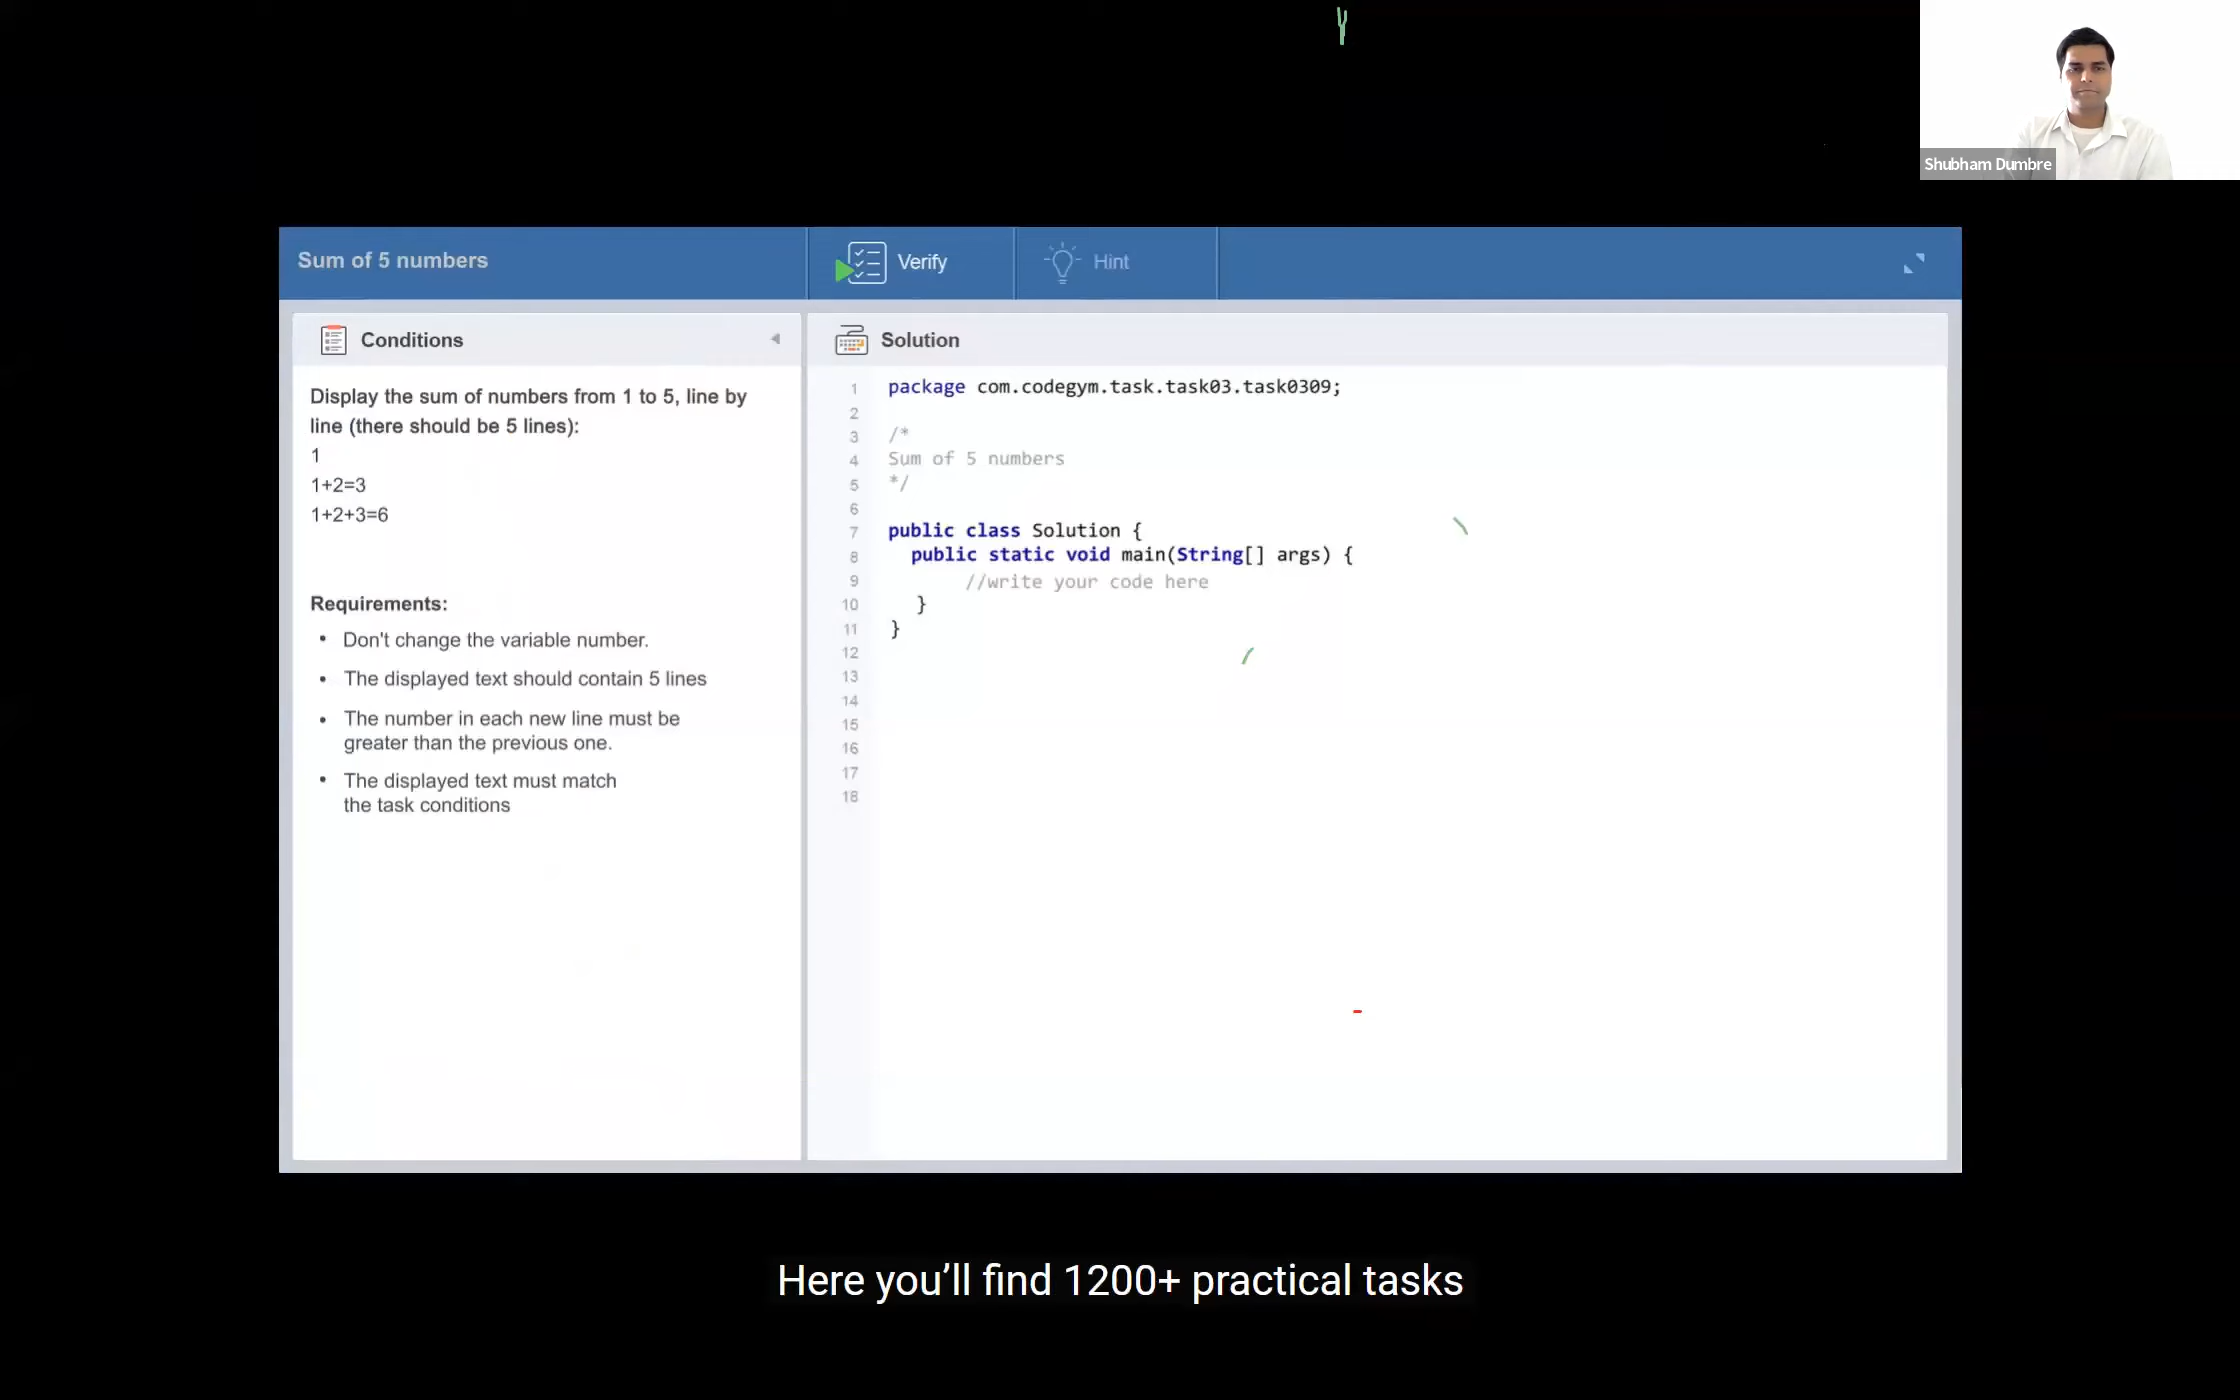 Shubham Dumbre
Sum of 5 numbers
Verify
Hint
Conditions
Display the sum of numbers from 1 to 5, line by
line (there should be 5 lines):
1
1+2=3
1+2+3=6
Requirements:
• Don't change the variable number.
• The displayed text should contain 5 lines
• The number in each new line must be
greater than the previous one.
• The displayed text must match
the task conditions
Solution
1 package com.codegym.task.task03.task0309;
2
3 /*
4 Sum of 5 numbers
5 */
6
7 public class Solution {
8 public static void main(String[] args) {
9 //write your code here
10 }
11 }
12
13
14
15
16
17
18
Here you’ll find 1200+ practical tasks